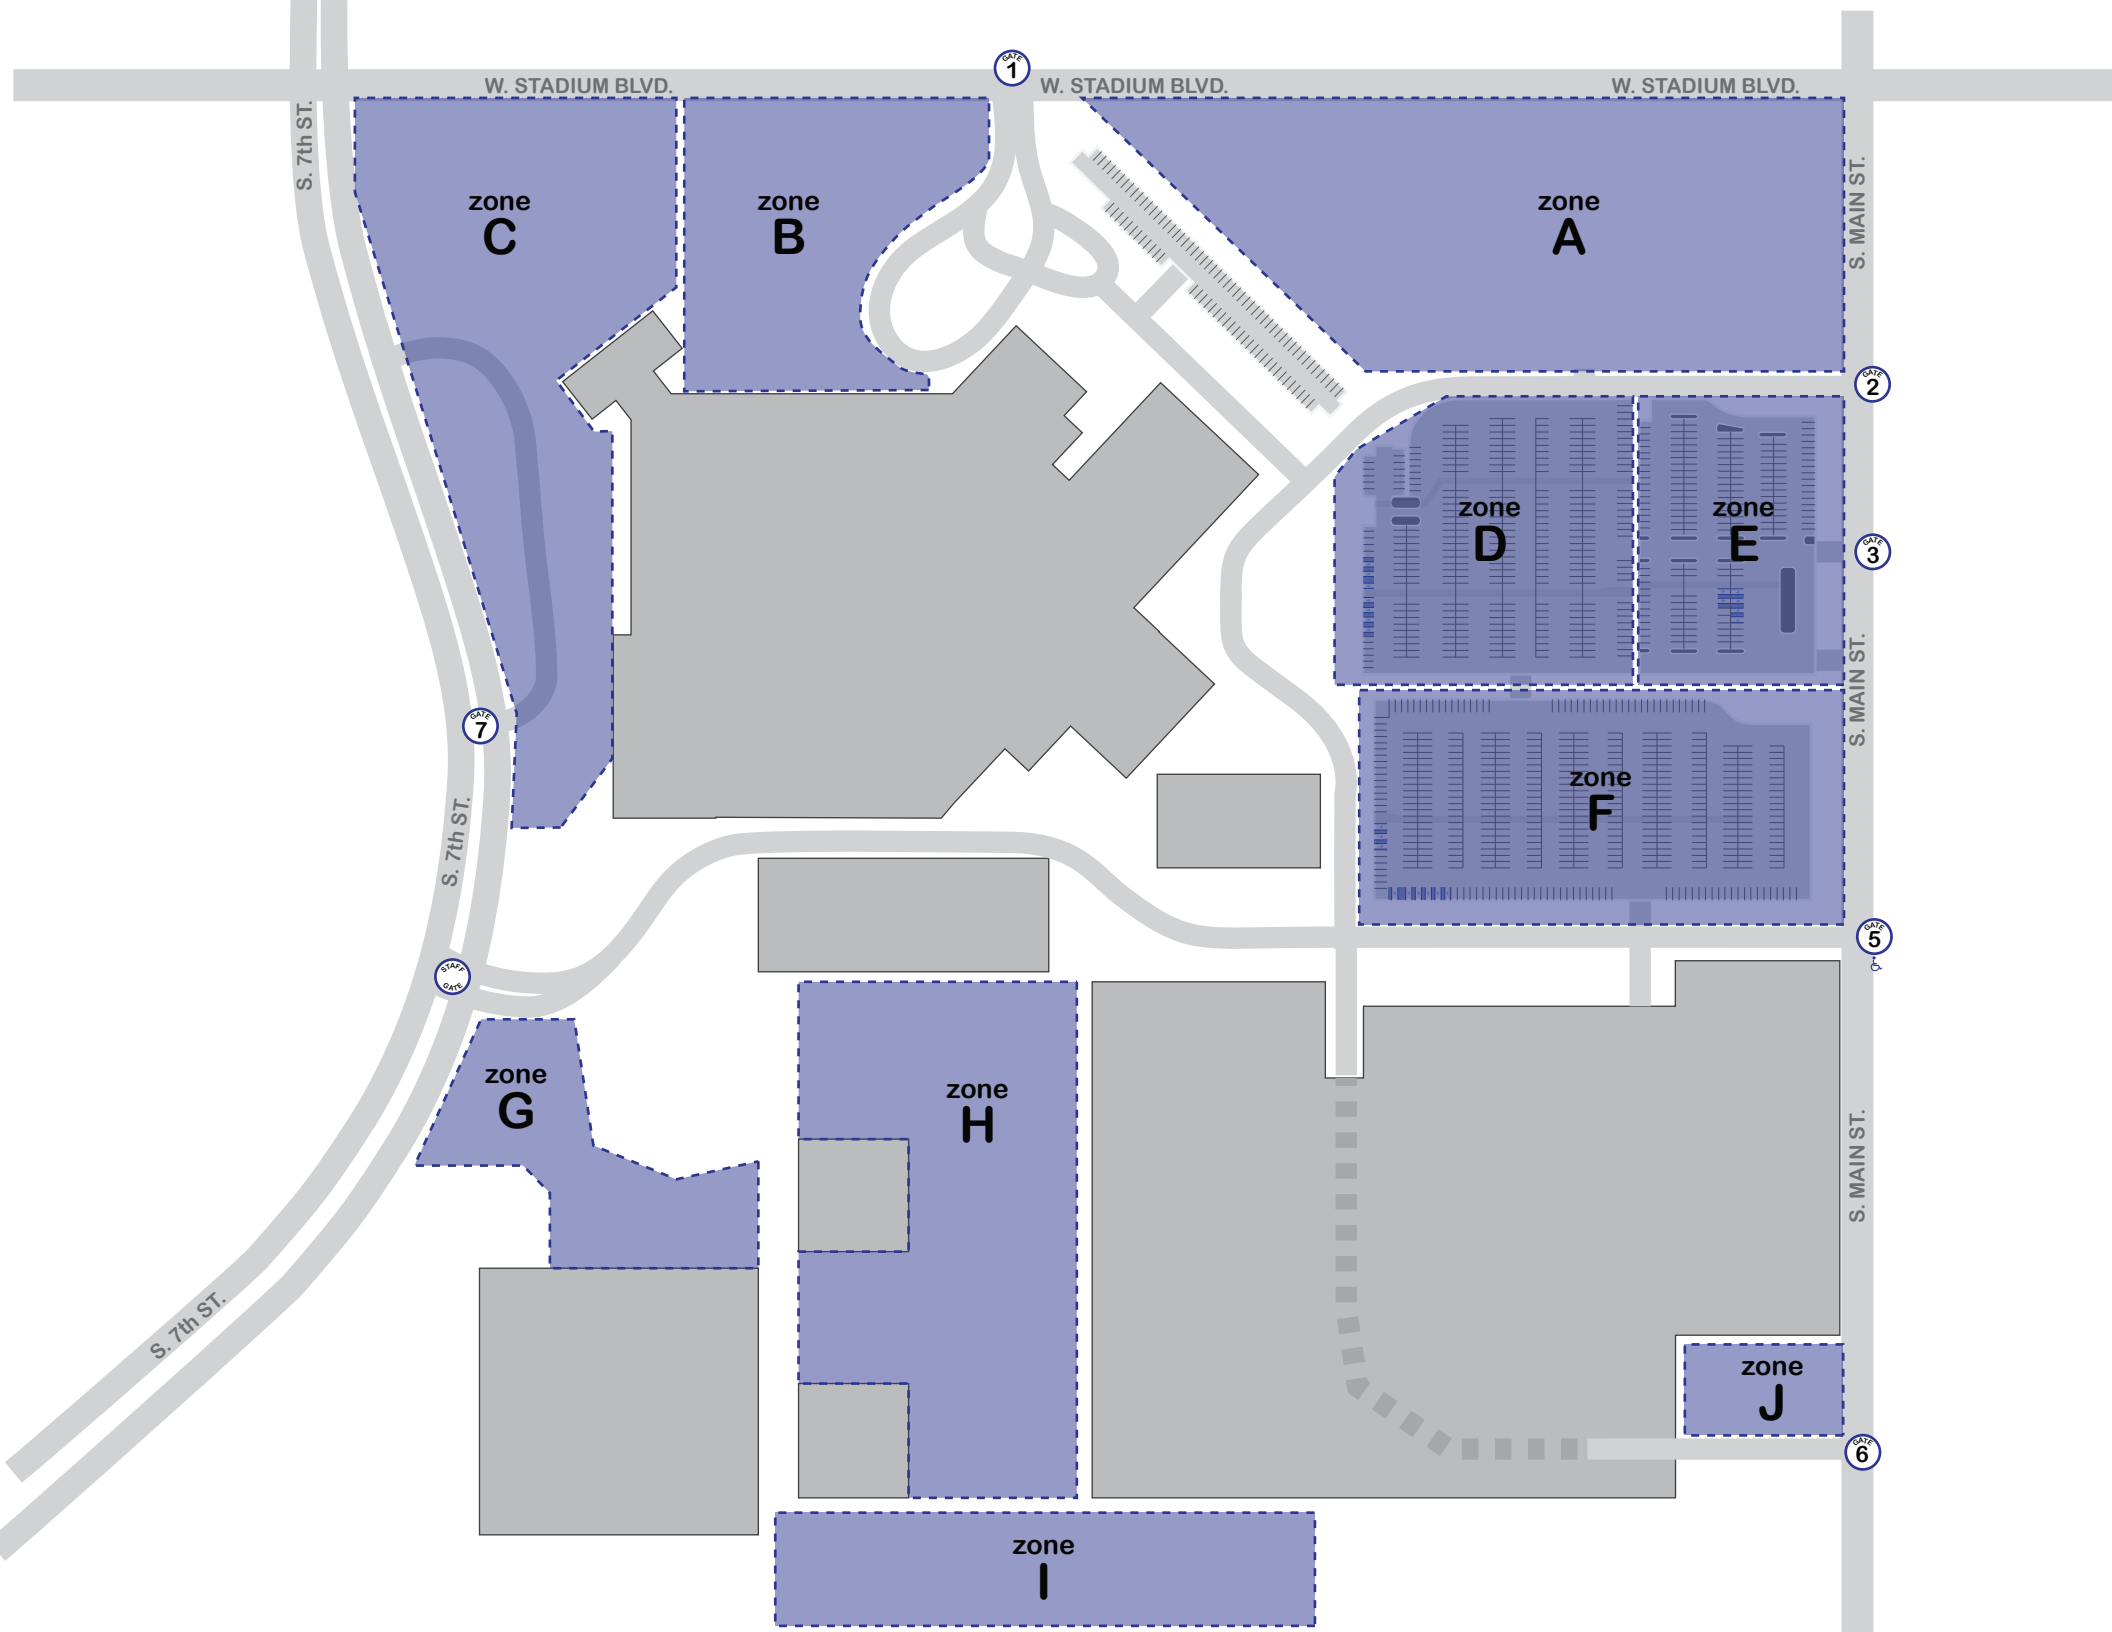 GATE
1
W. STADIUM BLVD.
W. STADIUM BLVD.
W. STADIUM BLVD.
S. 7th ST.
zone
C
zone
B
zone
A
S. MAIN ST.
GATE
2
zone
D
zone
E
GATE
3
S. MAIN ST.
GATE
7
zone
F
S. 7th ST.
GATE
5
STAFF
GATE
zone
G
zone
H
S. MAIN ST.
S. 7th ST.
zone
J
GATE
6
zone
I